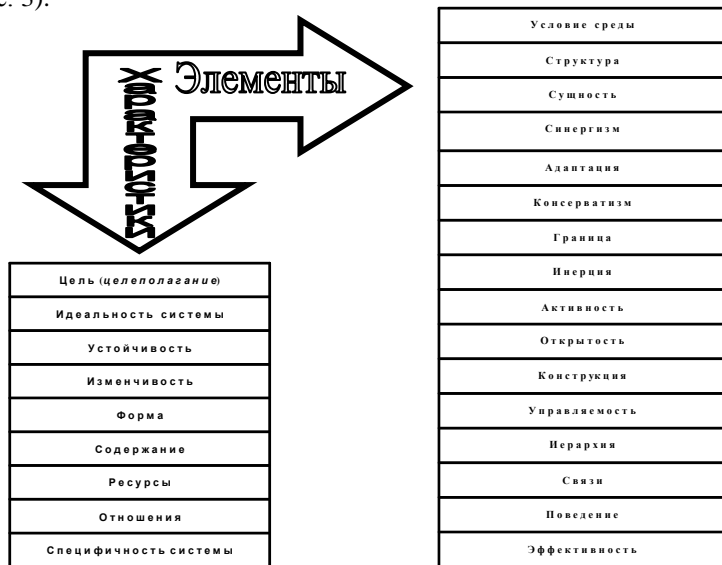 с. 3).
Элементы
Характеристики
Цель (целеполагание)
Идеальность системы
Устойчивость
Изменчивость
Форма
Содержание
Ресурсы
Отношения
Специфичность системы
Условие среды
Структура
Сущность
Синергизм
Адаптация
Консерватизм
Граница
Инерция
Активность
Открытость
Конструкция
Управляемость
Иерархия
Связи
Поведение
Эффективность